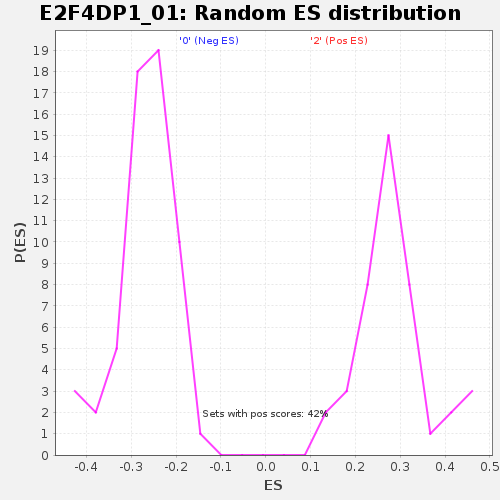 E2F4DP1_01: Random ES distribution
'0' (Neg ES)
'2' (Pos ES)
19
18
17
16
15
14
13
12
11
10
9
8
7
6
5
4
3
2
1
0
P(ES)
Sets with pos scores: 42%
-0.4 -0.3 -0.2 -0.1 0.0 0.1 0.2 0.3 0.4 0.5
ES